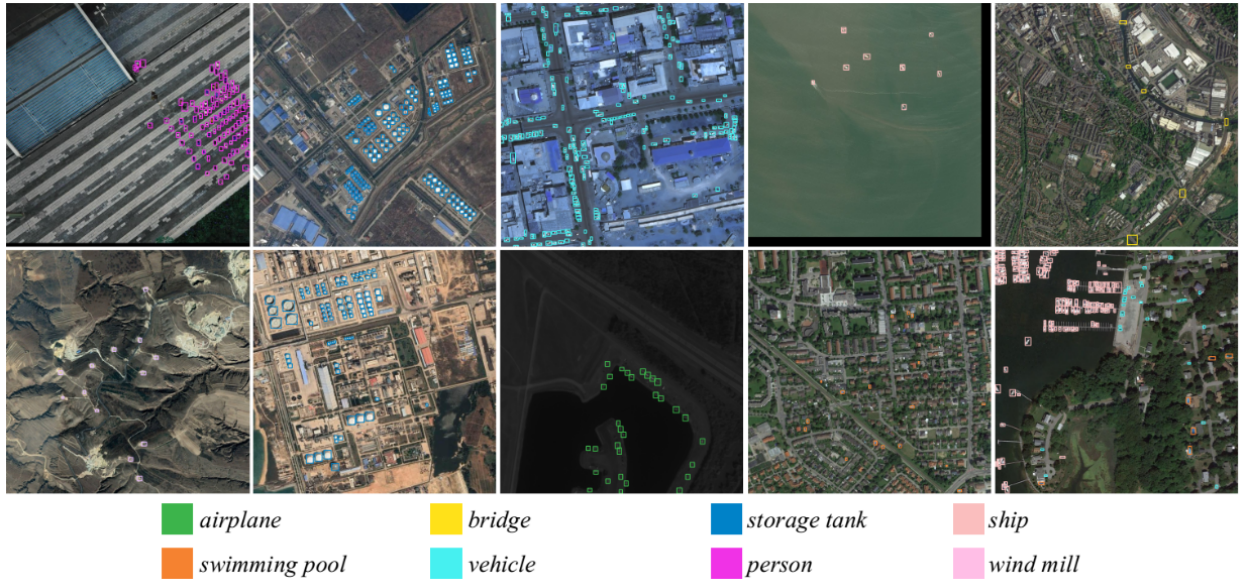 airplane
bridge
storage tank
ship
swimming pool
vehicle
person
wind mill